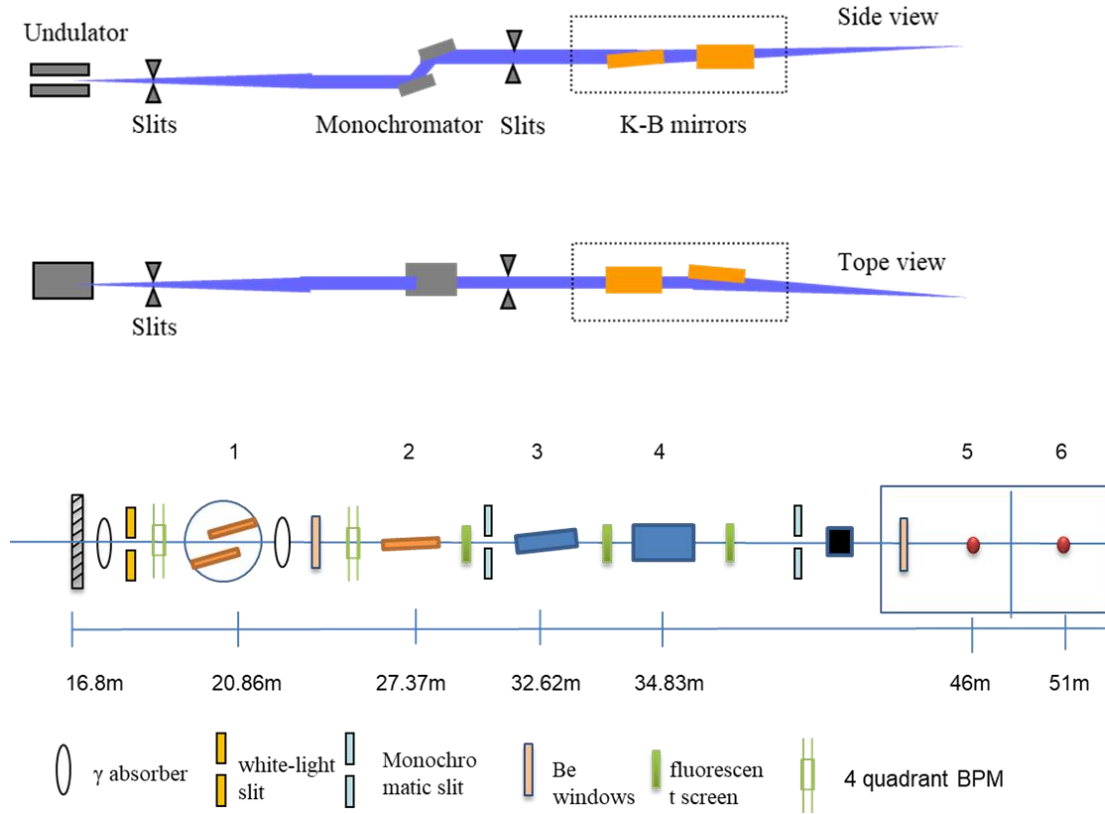 Side view
Undulator
Slits
Monochromator
Slits
K-B mirrors
Tope view
Slits
1 2 3 4 5 6
16.8m 20.86m 27.37m 32.62m 34.83m 46m 51m
γ absorber
white-light
slit
Monochro
matic slit
Be
windows
fluorescen
t screen
4 quadrant BPM